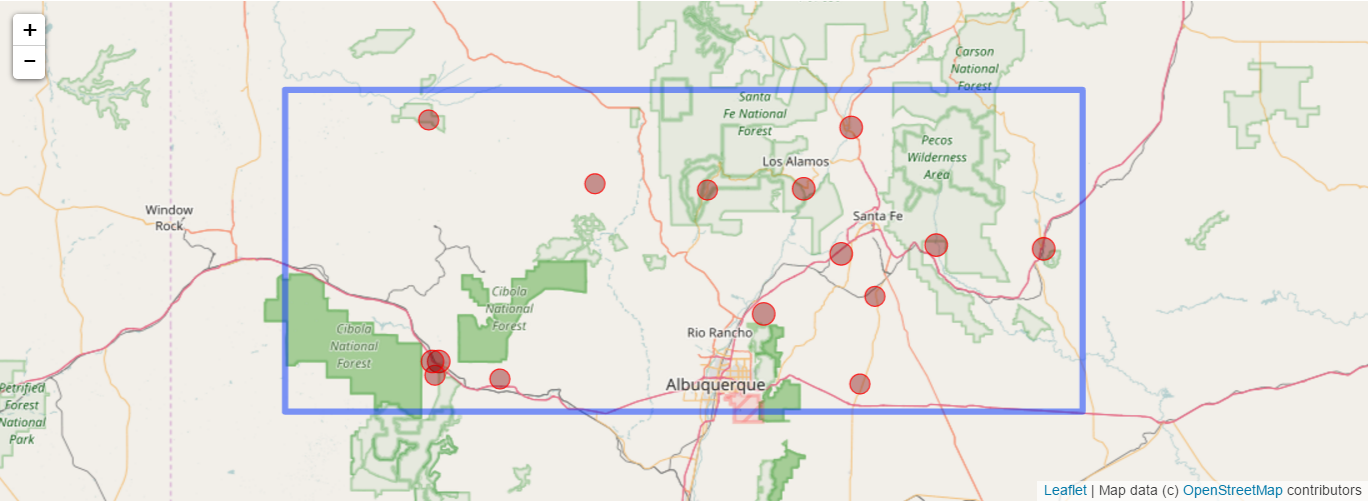 +
−
Carson
National
Forest
Santa
Fe National
Forest
Pecos
Wilderness
Area
Los Alamos
Window
Rock
Santa Fe
Cibola
National
Forest
Cibola
National
Forest
Rio Rancho
Albuquerque
Petrified
Forest
National
Park
Leaflet | Map data (c) OpenStreetMap contributors